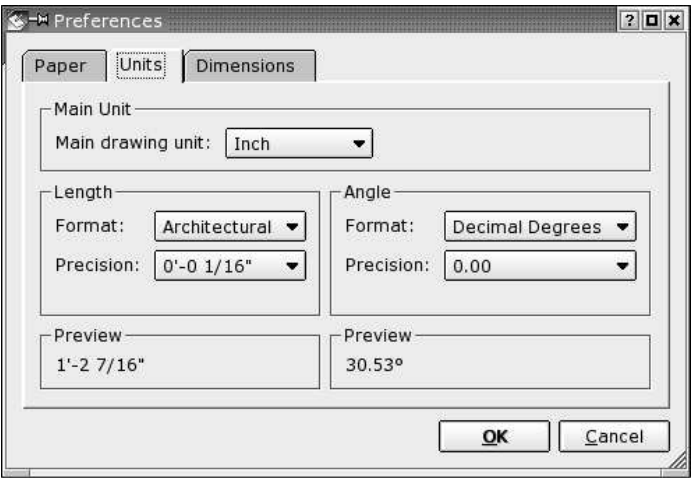 Preferences
Paper Units Dimensions
Main Unit
Main drawing unit: Inch
Length
Format: Architectural
Precision: 0'-0 1/16"
Angle
Format: Decimal Degrees
Precision: 0.00
Preview
1'-2 7/16"
Preview
30.53º
OK Cancel